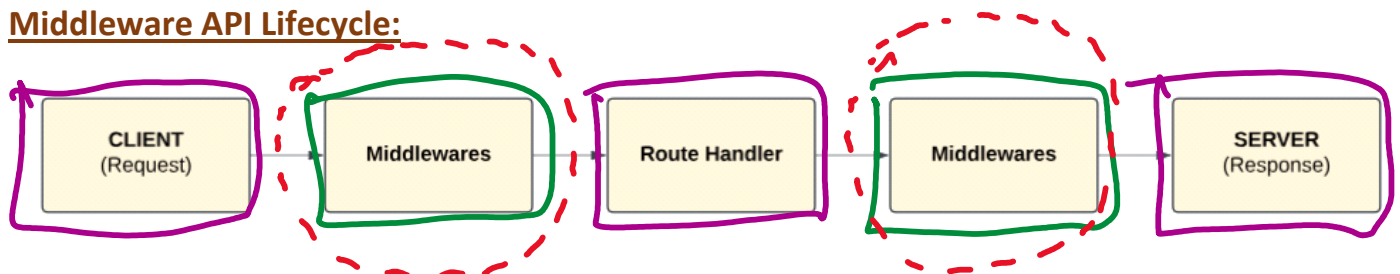 Middleware API Lifecycle:
CLIENT
(Request)
Middlewares
Route Handler
Middlewares
SERVER
(Response)